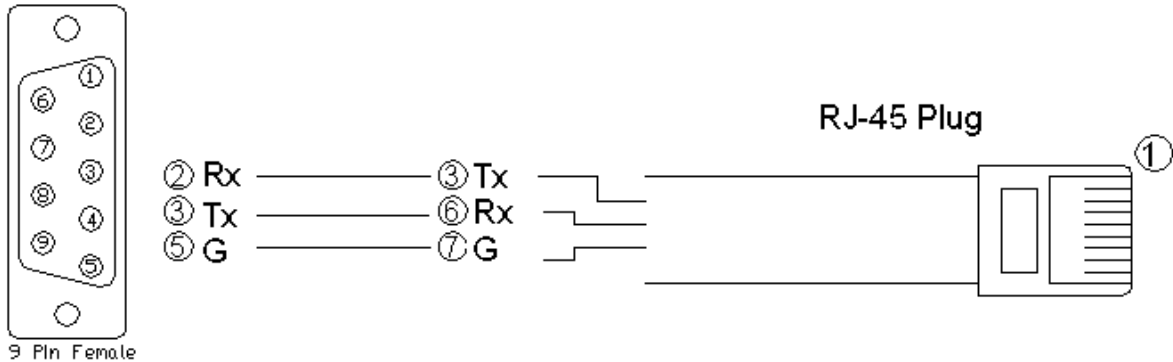 ①
⑥
②
⑦
③
⑧
④
⑨
⑤
9 Pin Female
RJ-45 Plug
①
② Rx ③ Tx
③ Tx ⑥ Rx
⑤ G ⑦ G